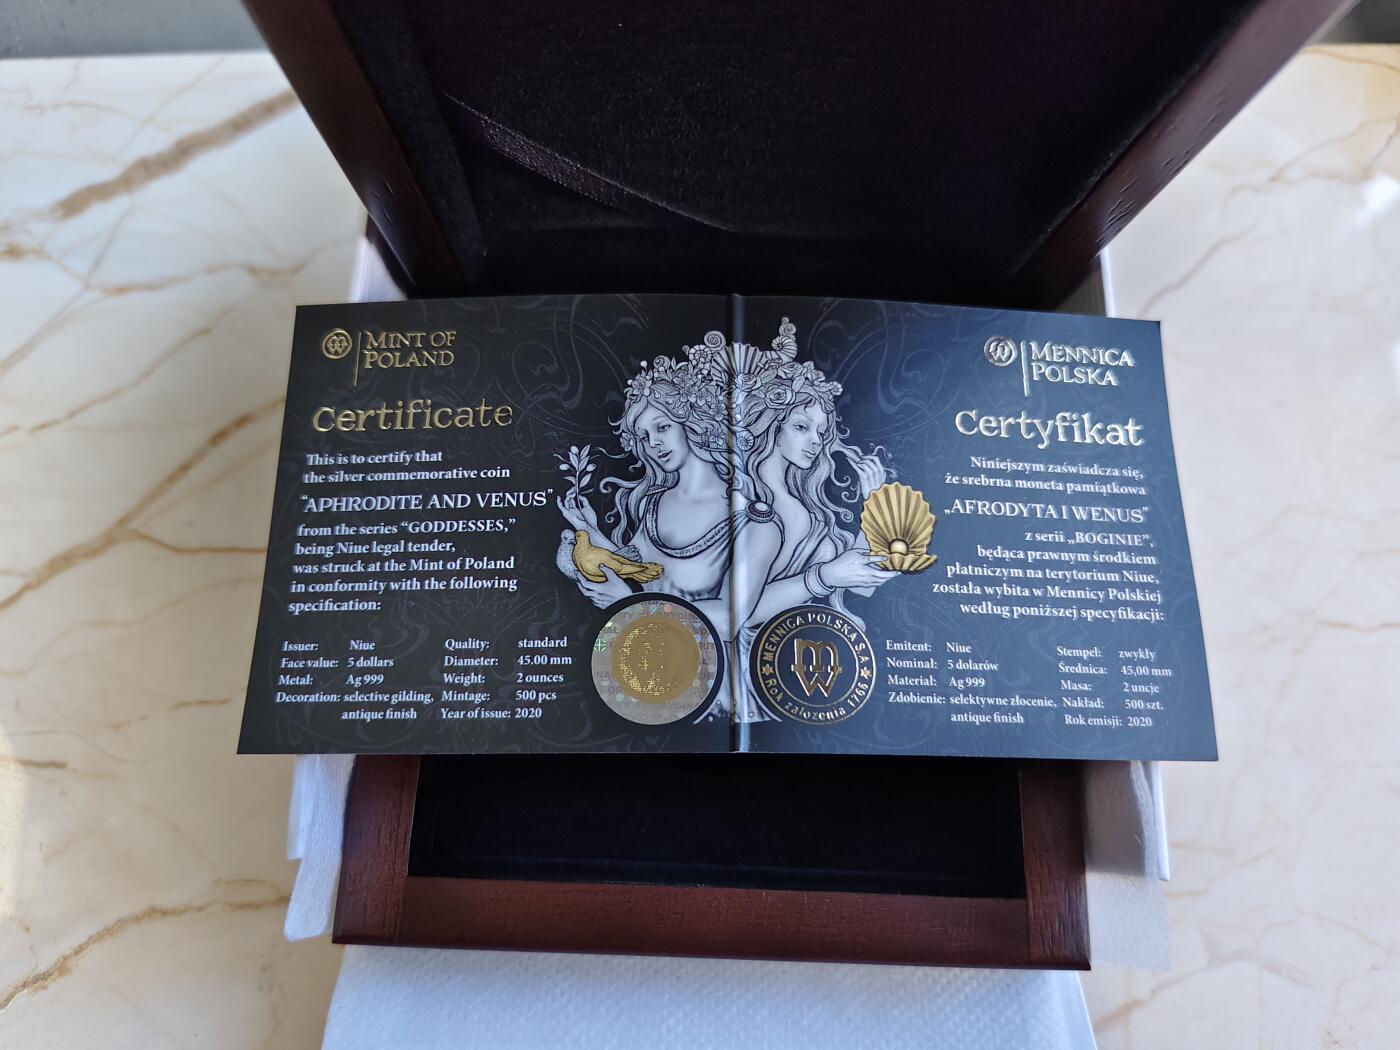 MINT OF
POLAND
Certificate
This is to certify that
the silver commemorative coin
"APHRODITE AND VENUS"
from the series "GODDESSES,"
being Niue legal tender,
was struck at the Mint of Poland
in conformity with the following
specification:
Issuer: Niue
Face value: 5 dollars
Metal: Ag 999
Decoration: selective gilding,
antique finish
Quality: standard
Diameter: 45.00 mm
Weight: 2 ounces
Mintage: 500 pcs
Year of issue: 2020
MENNICA
POLSKA
Certyfikat
Niniejszym zaświadcza się,
że srebrna moneta pamiątkowa
„AFRODYTA I WENUS"
z serii „BOGINIE",
będąca prawnym środkiem
płatniczym na terytorium Niue,
została wybita w Mennicy Polskiej
według poniższej specyfikacji:
MENNICA POLSKA S.A.
Rok założenia 1766
Emitent: Niue
Nominał: 5 dolarów
Materiał: Ag 999
Zdobienie: selektywne złocenie,
antique finish
Stempel: zwykły
Średnica: 45,00 mm
Masa: 2 uncje
Nakład: 500 szt.
Rok emisji: 2020